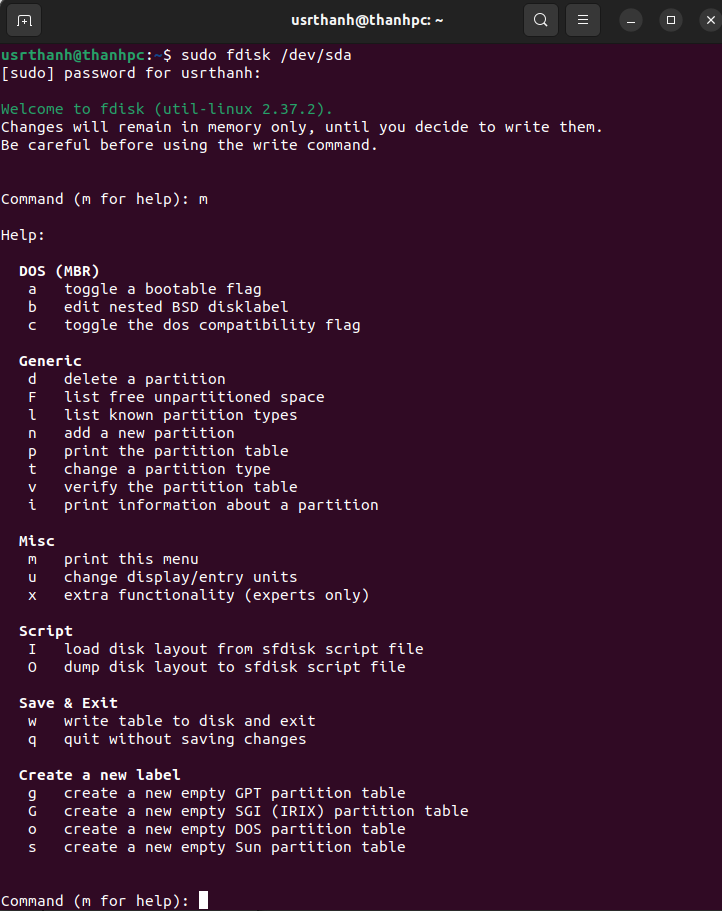 usrthanh@thanhpc: ~
usrthanh@thanhpc:~$ sudo fdisk /dev/sda
[sudo] password for usrthanh:

Welcome to fdisk (util-linux 2.37.2).
Changes will remain in memory only, until you decide to write them.
Be careful before using the write command.


Command (m for help): m

Help:

  DOS (MBR)
   a   toggle a bootable flag
   b   edit nested BSD disklabel
   c   toggle the dos compatibility flag

  Generic
   d   delete a partition
   F   list free unpartitioned space
   l   list known partition types
   n   add a new partition
   p   print the partition table
   t   change a partition type
   v   verify the partition table
   i   print information about a partition

  Misc
   m   print this menu
   u   change display/entry units
   x   extra functionality (experts only)

  Script
   I   load disk layout from sfdisk script file
   O   dump disk layout to sfdisk script file

  Save & Exit
   w   write table to disk and exit
   q   quit without saving changes

  Create a new label
   g   create a new empty GPT partition table
   G   create a new empty SGI (IRIX) partition table
   o   create a new empty DOS partition table
   s   create a new empty Sun partition table


Command (m for help):